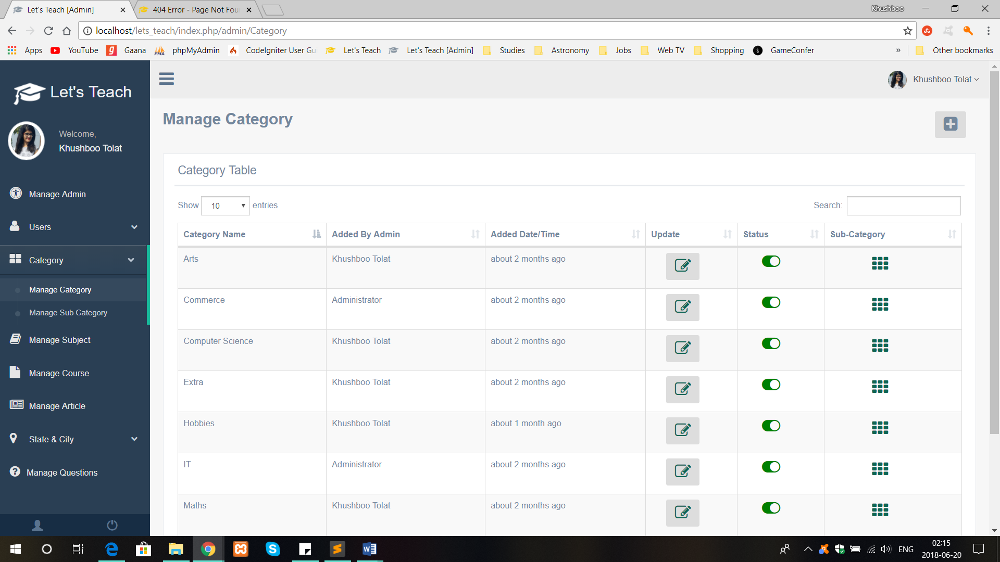 Let's Teach [Admin]
404 Error - Page Not Fou
Khushboo
localhost/lets_teach/index.php/admin/Category
Apps
YouTube
Gaana
phpMyAdmin
CodeIgniter User Gu
Let's Teach
Let's Teach [Admin]
Studies
Astronomy
Jobs
Web TV
Shopping
GameConfer
»
Other bookmarks
Let's Teach
Welcome,
Khushboo Tolat
Manage Admin
Users
Category
Manage Category
Manage Sub Category
Manage Subject
Manage Course
Manage Article
State & City
Manage Questions
Khushboo Tolat
Manage Category
Category Table
Show 10 entries
Search:
Category Name Added By Admin Added Date/Time Update Status Sub-Category
Arts Khushboo Tolat about 2 months ago
Commerce Administrator about 2 months ago
Computer Science Khushboo Tolat about 2 months ago
Extra Khushboo Tolat about 2 months ago
Hobbies Khushboo Tolat about 1 month ago
IT Administrator about 2 months ago
Maths Khushboo Tolat about 2 months ago
ENG
02:15
2018-06-20